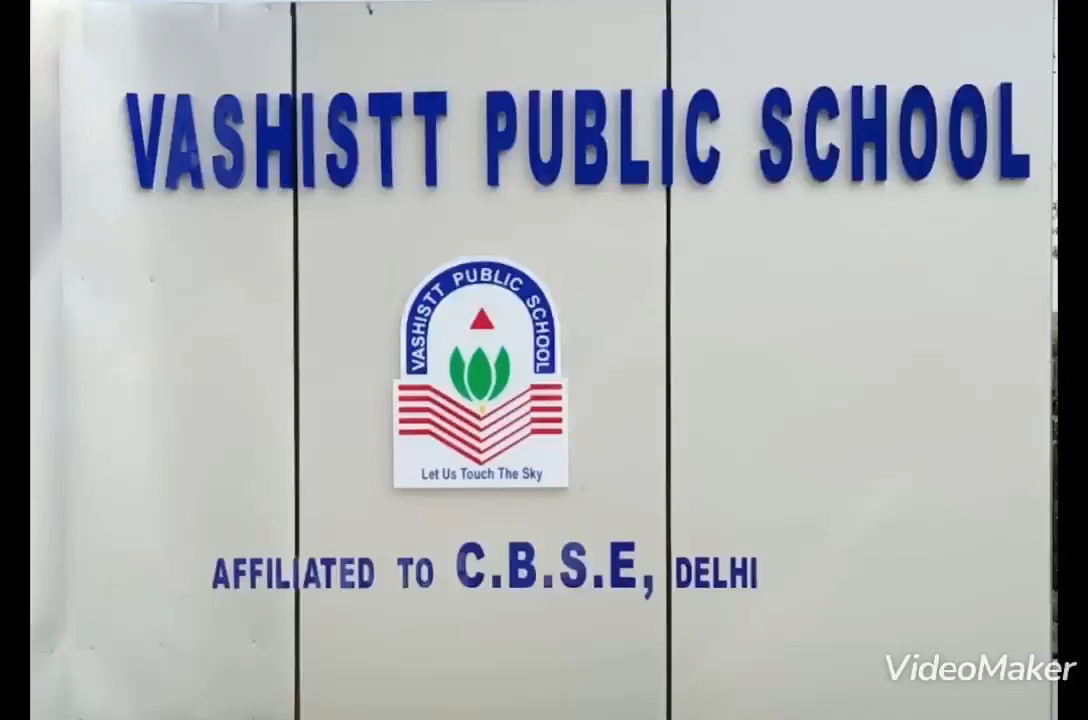 VASHISTT PUBLIC SCHOOL
VASHISTT PUBLIC SCHOOL
Let Us Touch The Sky
AFFILIATED TO C.B.S.E, DELHI
VideoMaker